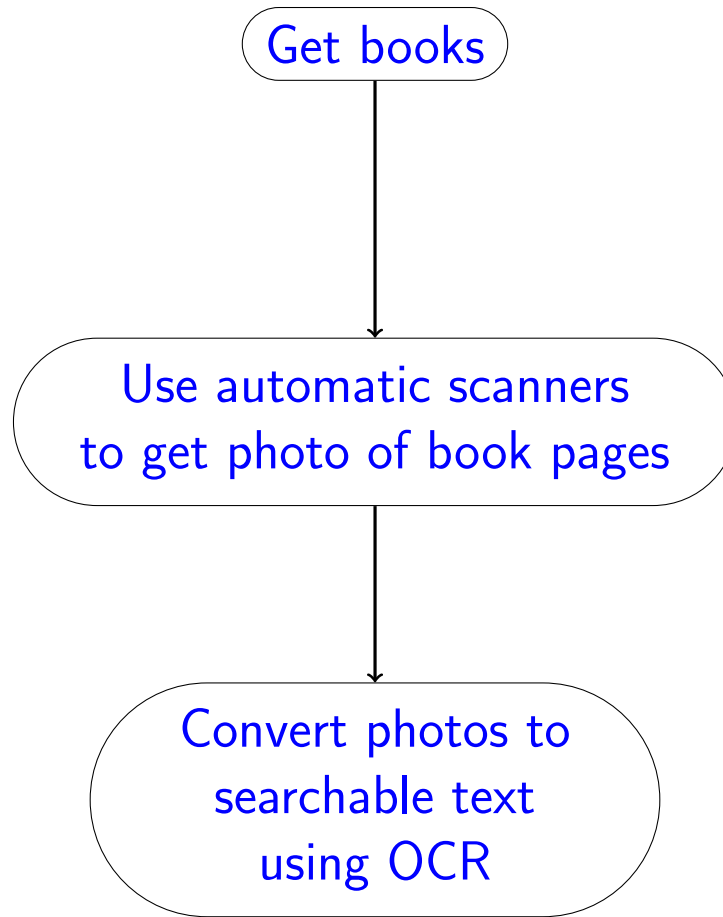 Get books
Use automatic scanners
to get photo of book pages
Convert photos to
searchable text
using OCR